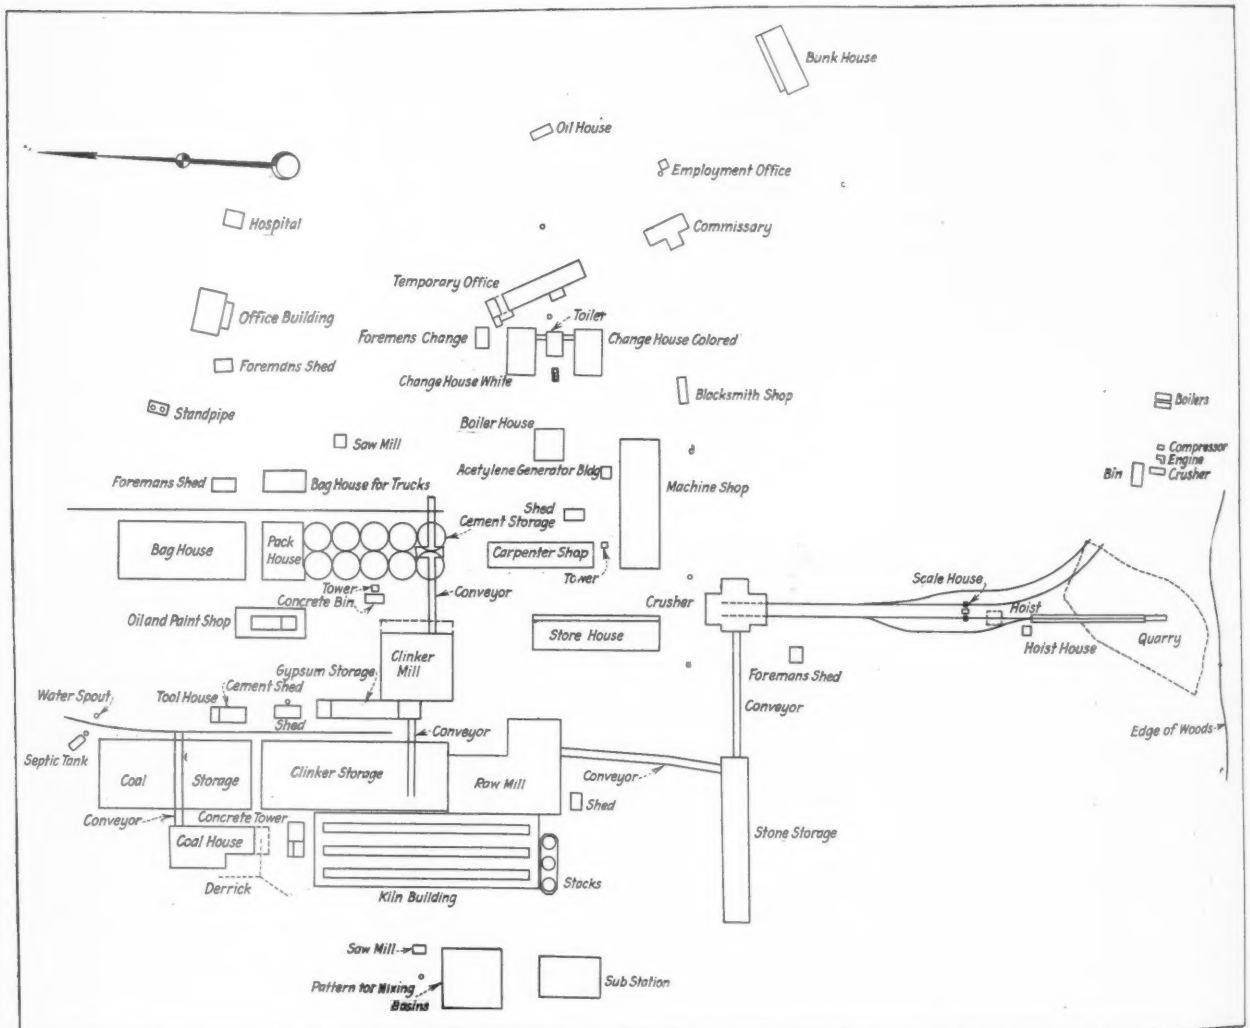 Bunk House
Oil House
Employment Office
Hospital
Commissary
Temporary Office
Office Building
Toiler
Foremens Change
Change House Colored
Foremans Shed
Change House White
Blacksmith Shop
Boilers
Standpipe
Boiler House
Saw Mill
Compressor
Engine
Crusher
Bin
Acetylene Generator Bldg
Foremans Shed
Bag House for Trucks
Machine Shop
Shed
Cement Storage
Bag House
Pack
House
Carpenter Shop
Tower
Tower
Concrete Bin
Conveyor
Crusher
Scale House
Hoist
Oil and Paint Shop
Store House
Hoist House
Quarry
Clinker
Mill
Gypsum Storage
Foremans Shed
Water Spout
Tool House
Cement Shed
Shed
Conveyor
Conveyor
Edge of Woods
Septic Tank
Coal
Storage
Clinker Storage
Raw Mill
Conveyor
Shed
Conveyor
Concrete Tower
Coal House
Stone Storage
Derrick
Kiln Building
Stacks
Saw Mill
Pattern for Mixing
Basins
Sub Station